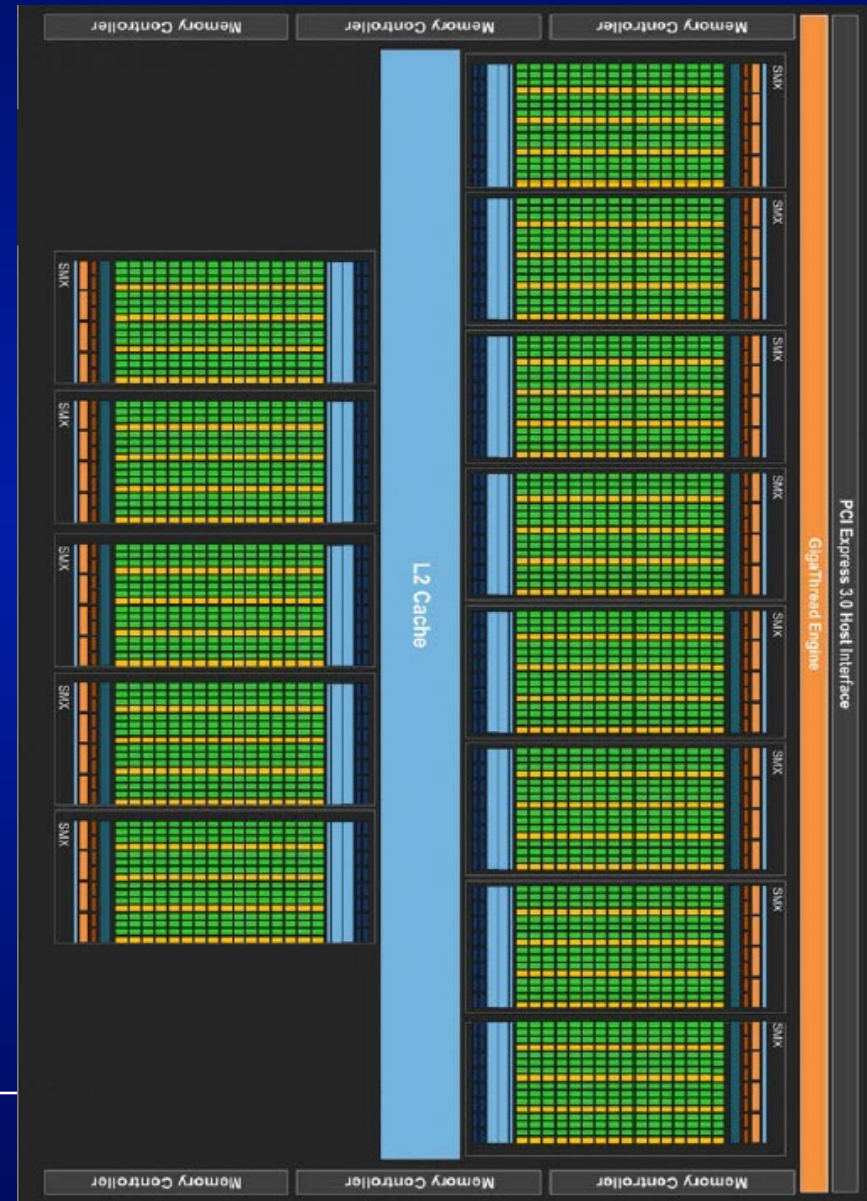 Memory Controller
Memory Controller
Memory Controller
PCI Express 3.0 Host Interface
GigaThread Engine
SMX
SMX
SMX
SMX
SMX
SMX
SMX
SMX
L2 Cache
SMX
SMX
SMX
SMX
SMX
Memory Controller
Memory Controller
Memory Controller